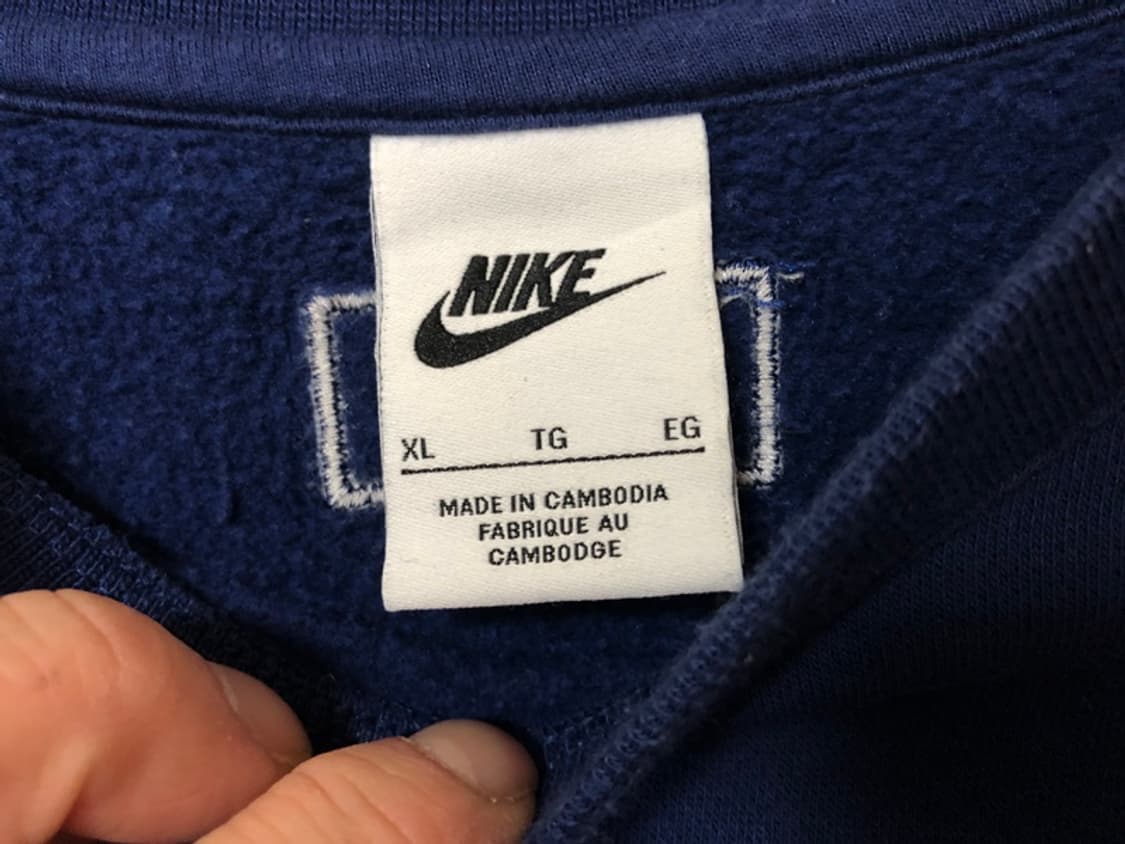 NIKE
XL TG EG
MADE IN CAMBODIA
FABRIQUE AU
CAMBODGE